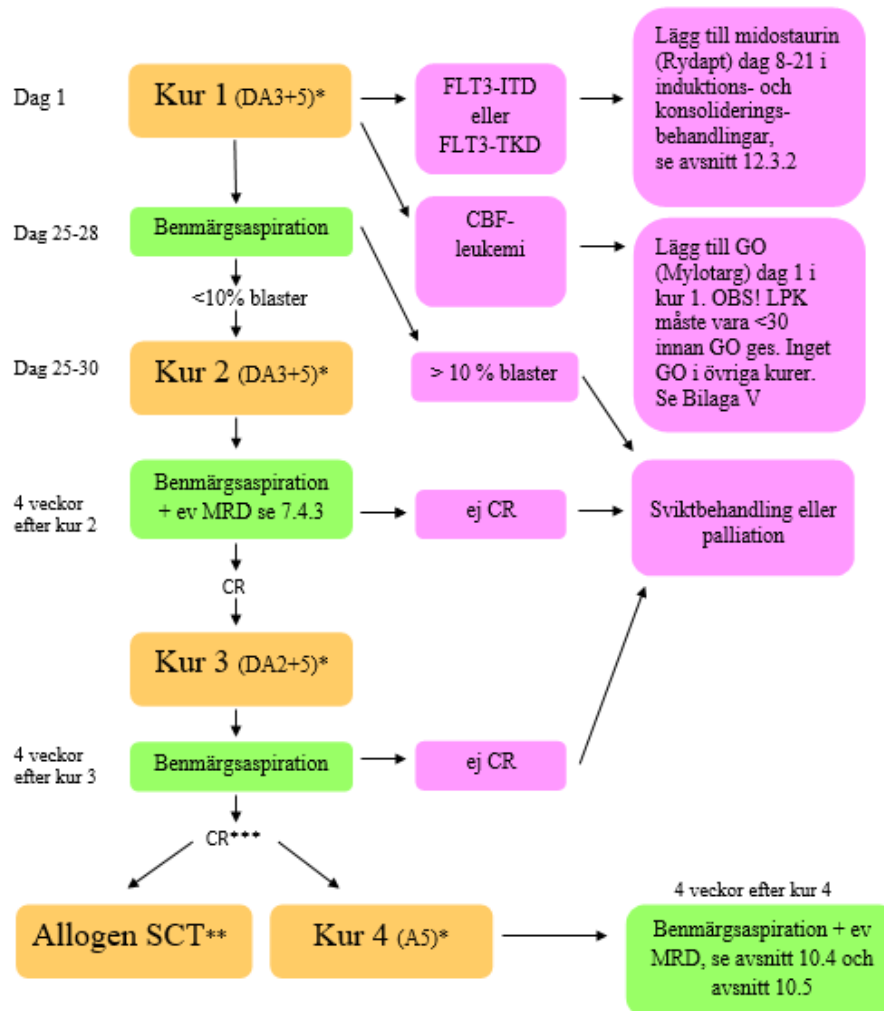 Dag 1
Kur 1 (DA3+5)*
FLT3-ITD
eller
FLT3-TKD
Lägg till midostaurin
(Rydapt) dag 8-21 i
induktions- och
konsoliderings-
behandlingar,
se avsnitt 12.3.2
Dag 25-28
Benmärgsaspiration
CBF-
leukemi
Lägg till GO
(Mylotarg) dag 1 i
kur 1. OBS! LPK
måste vara <30
innan GO ges. Inget
GO i övriga kurer.
Se Bilaga V
<10% blaster
Dag 25-30
Kur 2 (DA3+5)*
> 10 % blaster
4 veckor
efter kur 2
Benmärgsaspiration
+ ev MRD se 7.4.3
ej CR
Sviktbehandling eller
palliation
CR
Kur 3 (DA2+5)*
4 veckor
efter kur 3
Benmärgsaspiration
ej CR
CR***
Allogen SCT**
Kur 4 (A5)*
4 veckor efter kur 4
Benmärgsaspiration + ev
MRD, se avsnitt 10.4 och
avsnitt 10.5